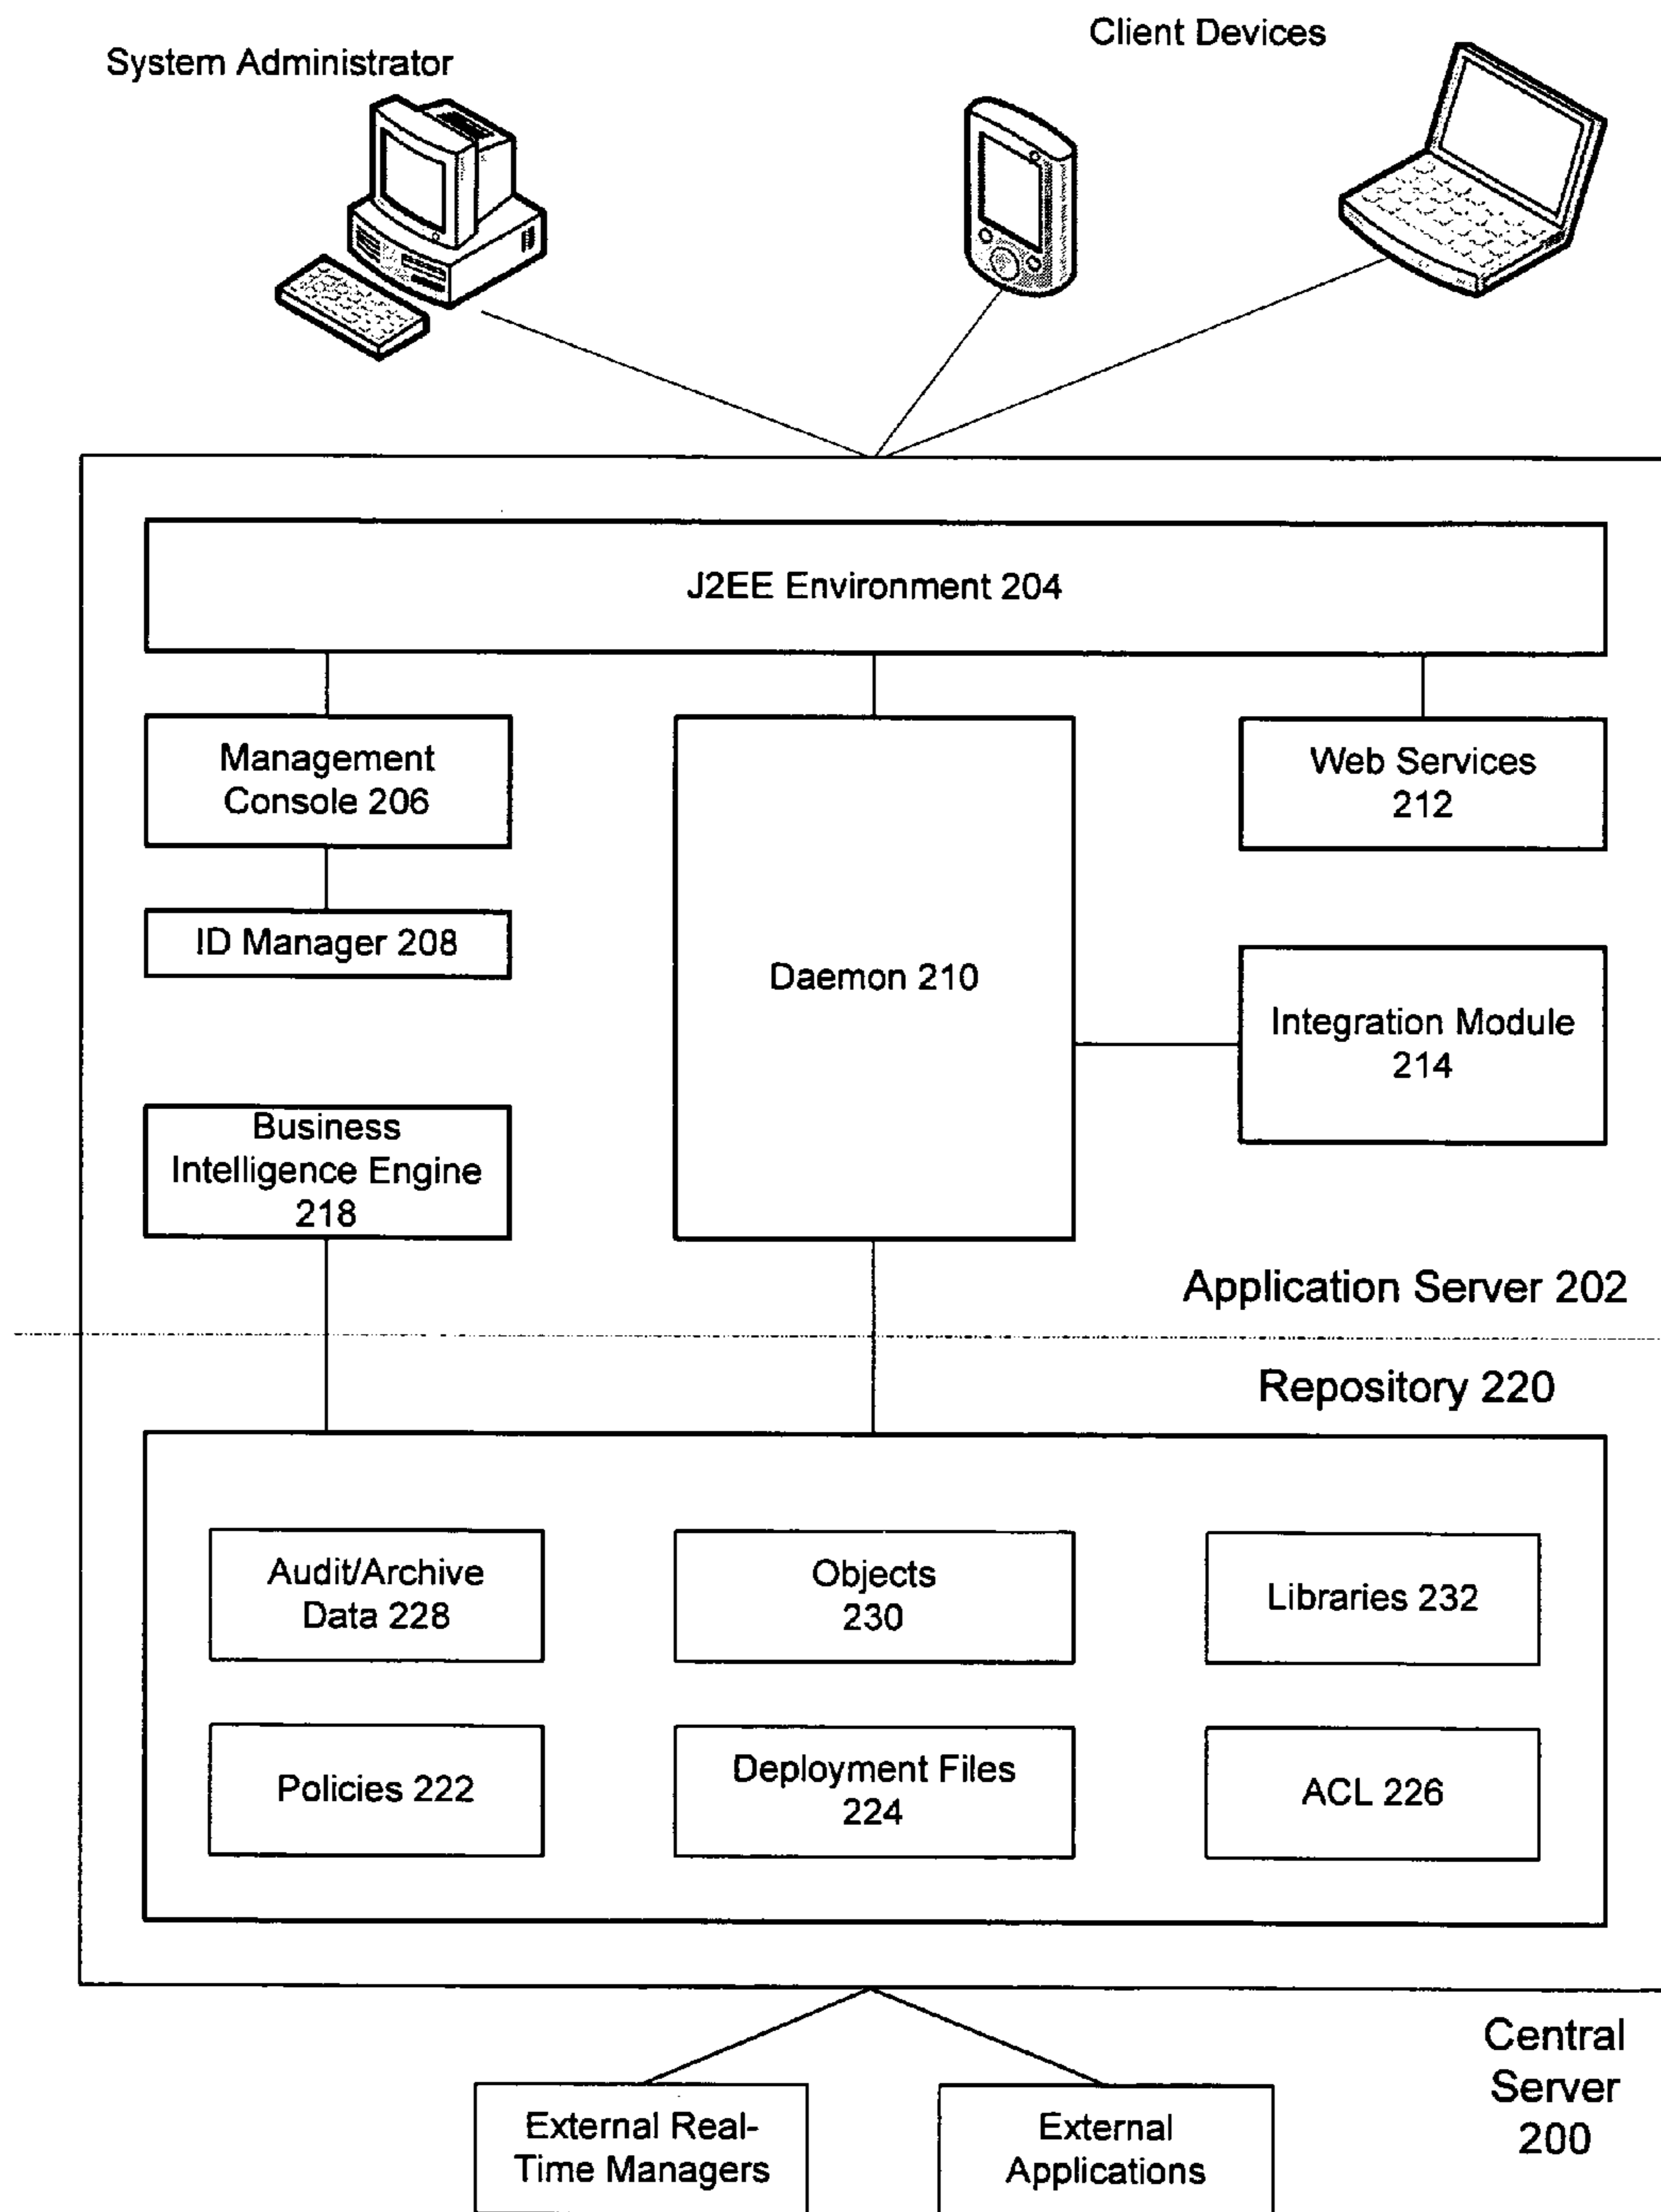 Client Devices
System Administrator
J2EE Environment 204
Management
Console 206
Web Services
212
ID Manager 208
Daemon 210
Integration Module
214
Business
Intelligence Engine
218
Application Server 202
Repository 220
Audit/Archive
Data 228
Objects
230
Libraries 232
Policies 222
Deployment Files
224
ACL 226
Central
Server
200
External Real-
Time Managers
External
Applications